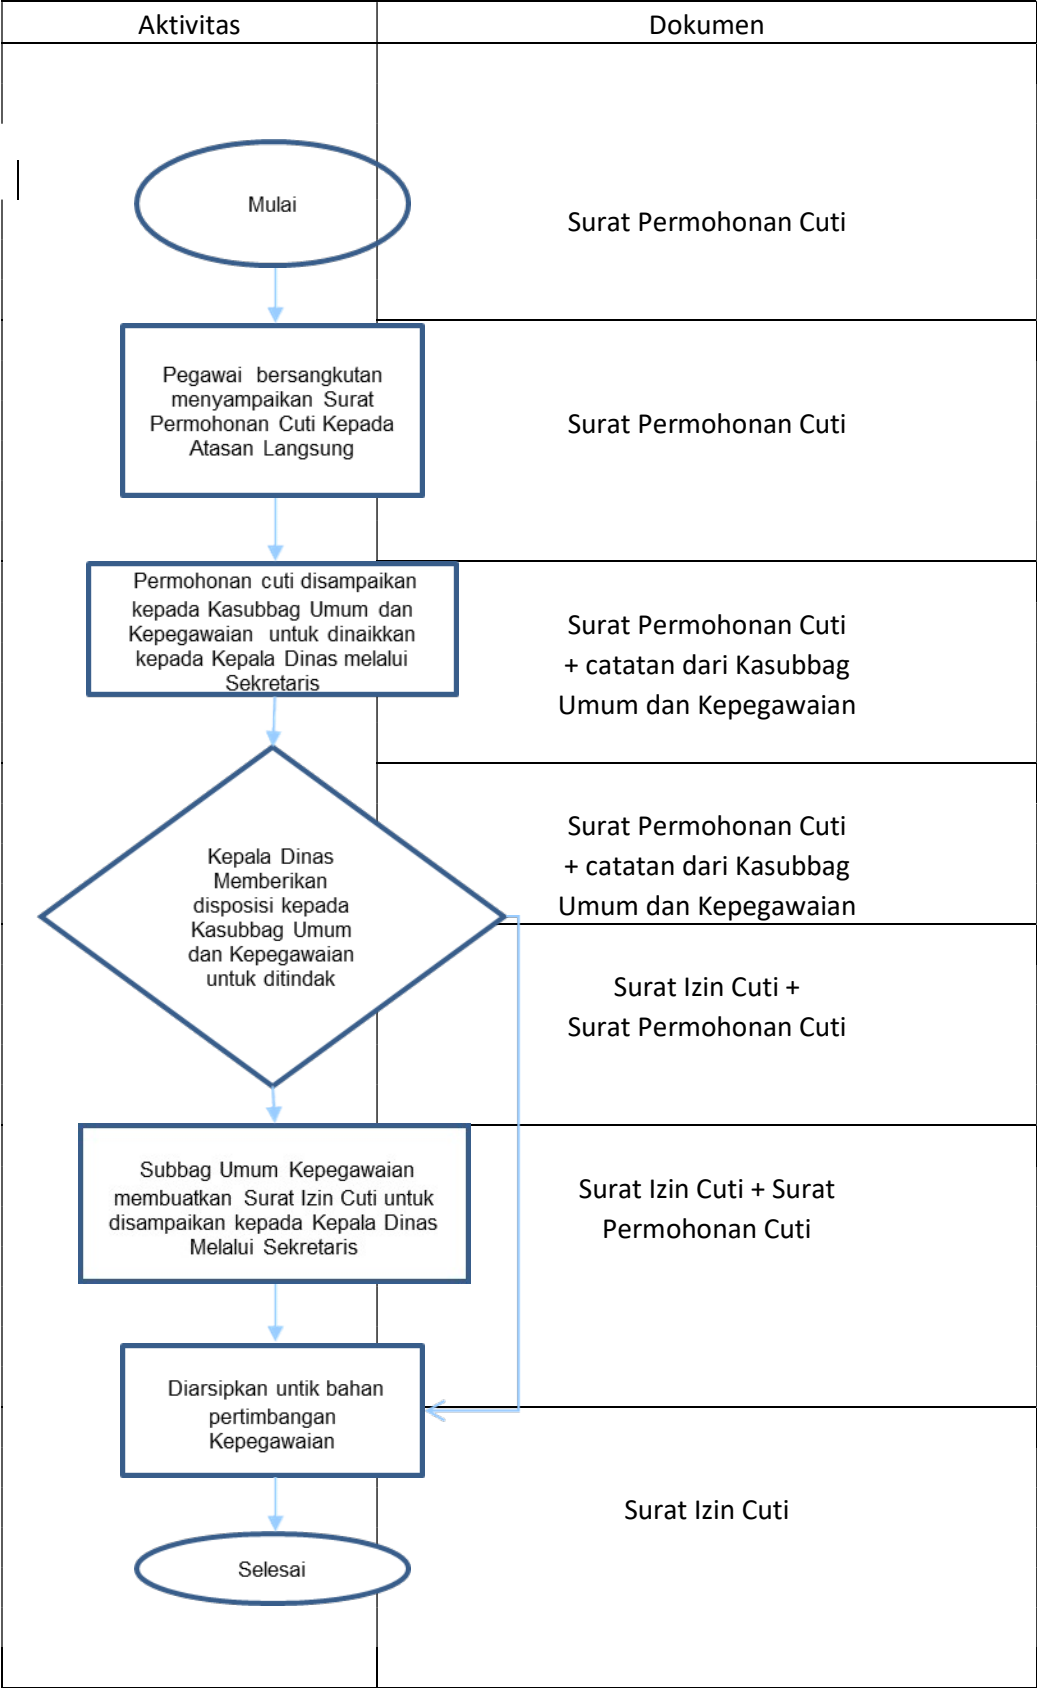 Aktivitas
Dokumen
Mulai
Surat Permohonan Cuti
Pegawai bersangkutan
menyampaikan Surat
Permohonan Cuti Kepada
Atasan Langsung
Surat Permohonan Cuti
Permohonan cuti disampaikan
kepada Kasubbag Umum dan
Kepegawaian untuk dinaikkan
kepada Kepala Dinas melalui
Sekretaris
Surat Permohonan Cuti
+ catatan dari Kasubbag
Umum dan Kepegawaian
Kepala Dinas
Memberikan
disposisi kepada
Kasubbag Umum
dan Kepegawaian
untuk ditindak
Surat Permohonan Cuti
+ catatan dari Kasubbag
Umum dan Kepegawaian
Surat Izin Cuti +
Surat Permohonan Cuti
Subbag Umum Kepegawaian
membuatkan Surat Izin Cuti untuk
disampaikan kepada Kepala Dinas
Melalui Sekretaris
Surat Izin Cuti + Surat
Permohonan Cuti
Diarsipkan untik bahan
pertimbangan
Kepegawaian
Surat Izin Cuti
Selesai